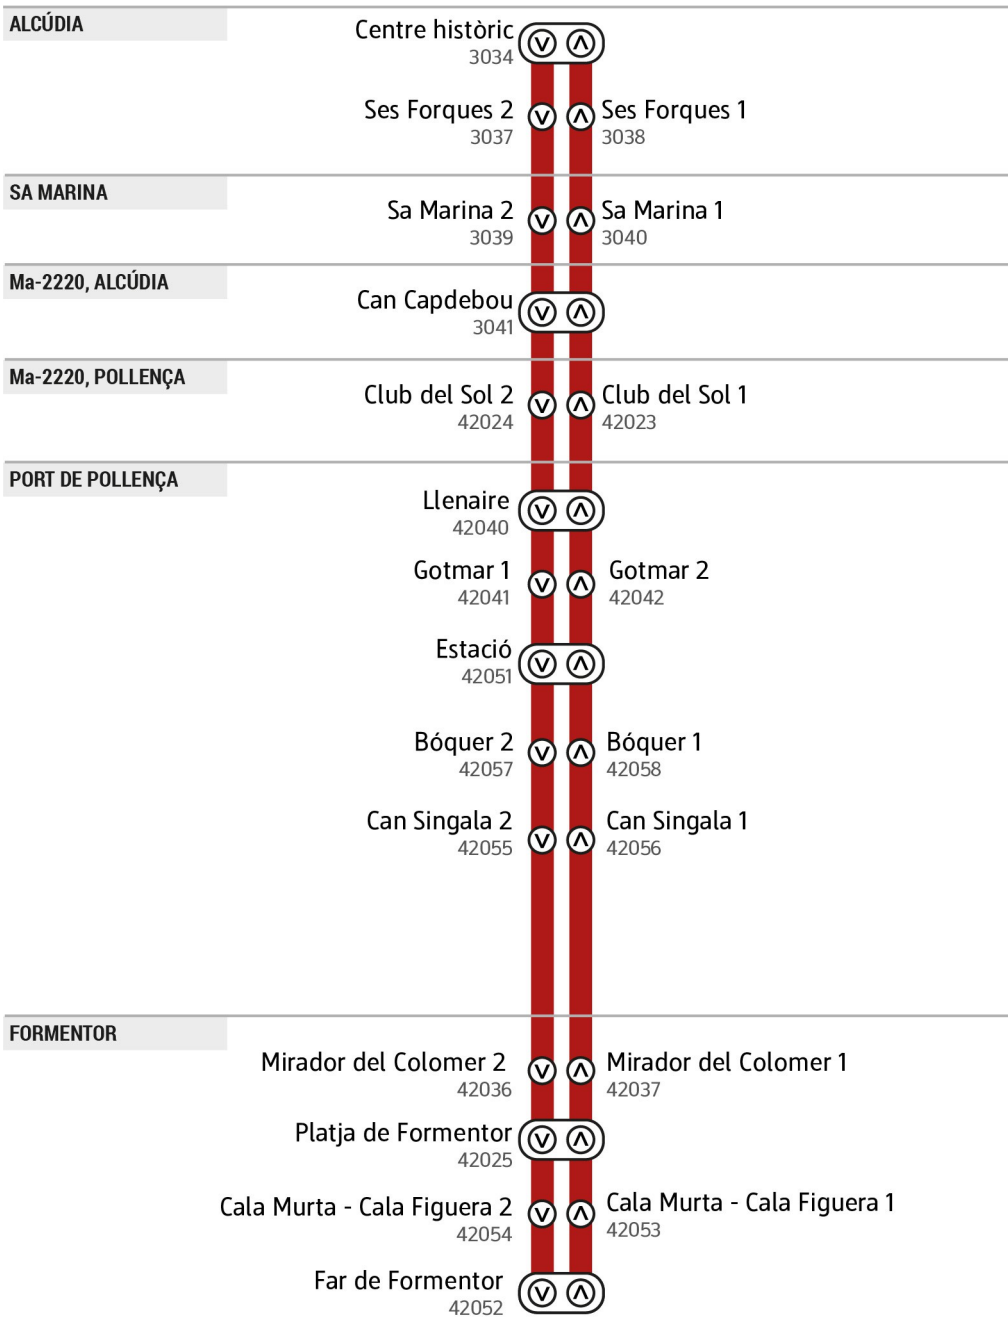 ALCÚDIA
Centre històric
3034
Ses Forques 2
3037
Ses Forques 1
3038
SA MARINA
Sa Marina 2
3039
Sa Marina 1
3040
Ma-2220, ALCÚDIA
Can Capdebou
3041
Ma-2220, POLLENÇA
Club del Sol 2
42024
Club del Sol 1
42023
PORT DE POLLENÇA
Llenaire
42040
Gotmar 1
42041
Gotmar 2
42042
Estació
42051
Bóquer 2
42057
Bóquer 1
42058
Can Singala 2
42055
Can Singala 1
42056
FORMENTOR
Mirador del Colomer 2
42036
Mirador del Colomer 1
42037
Platja de Formentor
42025
Cala Murta - Cala Figuera 2
42054
Cala Murta - Cala Figuera 1
42053
Far de Formentor
42052